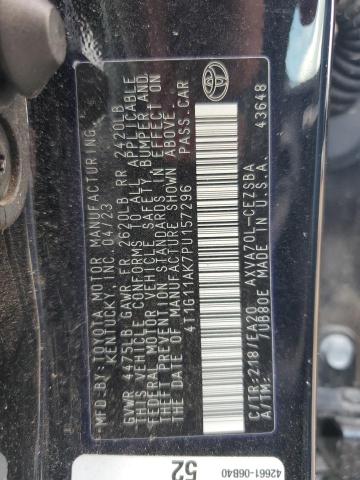 MFD.BY: TOYOTA MOTOR MANUFACTURING,
KENTUCKY, INC. 04/23
GVWR 4475LB GAWR FR 2620LB RR 2420LB
THIS VEHICLE CONFORMS TO ALL APPLICABLE
FEDERAL MOTOR VEHICLE SAFETY, BUMPER AND
THEFT PREVENTION STANDARDS IN EFFECT ON
THE DATE OF MANUFACTURE SHOWN ABOVE.
4T1G11AK7PU157296 PASS.CAR
C/TR: 218/EA20 AXVA70L-CEZSBA
A/TM: -/UB80E MADE IN U.S.A.
43648
42661-06B40
52